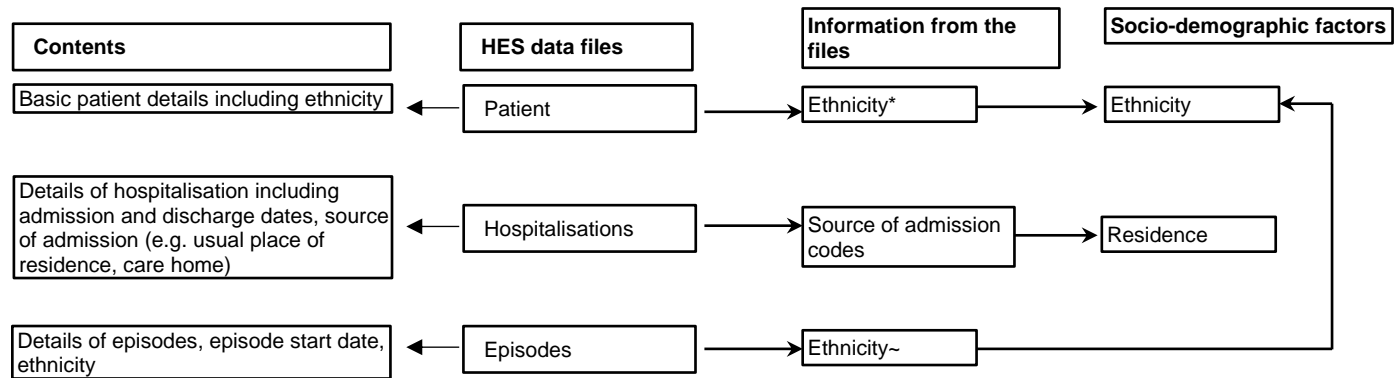 Contents
HES data files
Information from the
files
Socio-demographic factors
Basic patient details including ethnicity
Patient
Ethnicity*
Ethnicity
Details of hospitalisation including
admission and discharge dates, source
of admission (e.g. usual place of
residence, care home)
Hospitalisations
Source of admission
codes
Residence
Details of episodes, episode start date,
ethnicity
Episodes
Ethnicity~